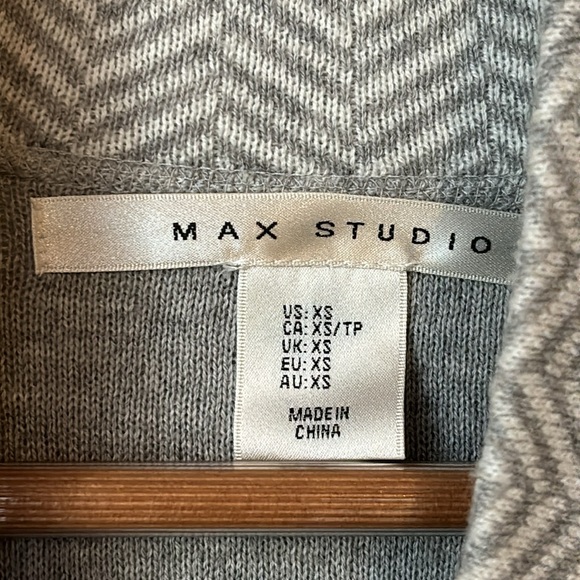 MAX STUDIO
US: XS
CA: XS/TP
UK: XS
EU: XS
AU: XS
MADE IN
CHINA